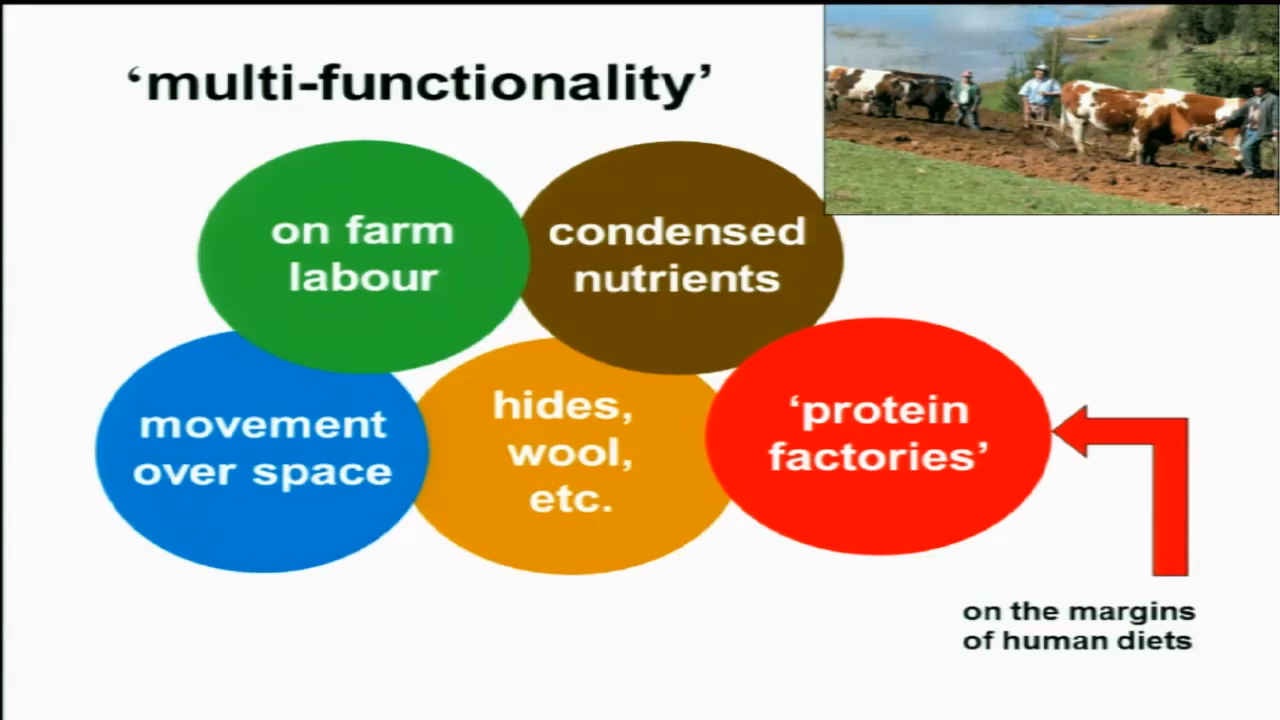 ‘multi-functionality’
on farm
labour
condensed
nutrients
movement
over space
hides,
wool,
etc.
‘protein
factories’
on the margins
of human diets